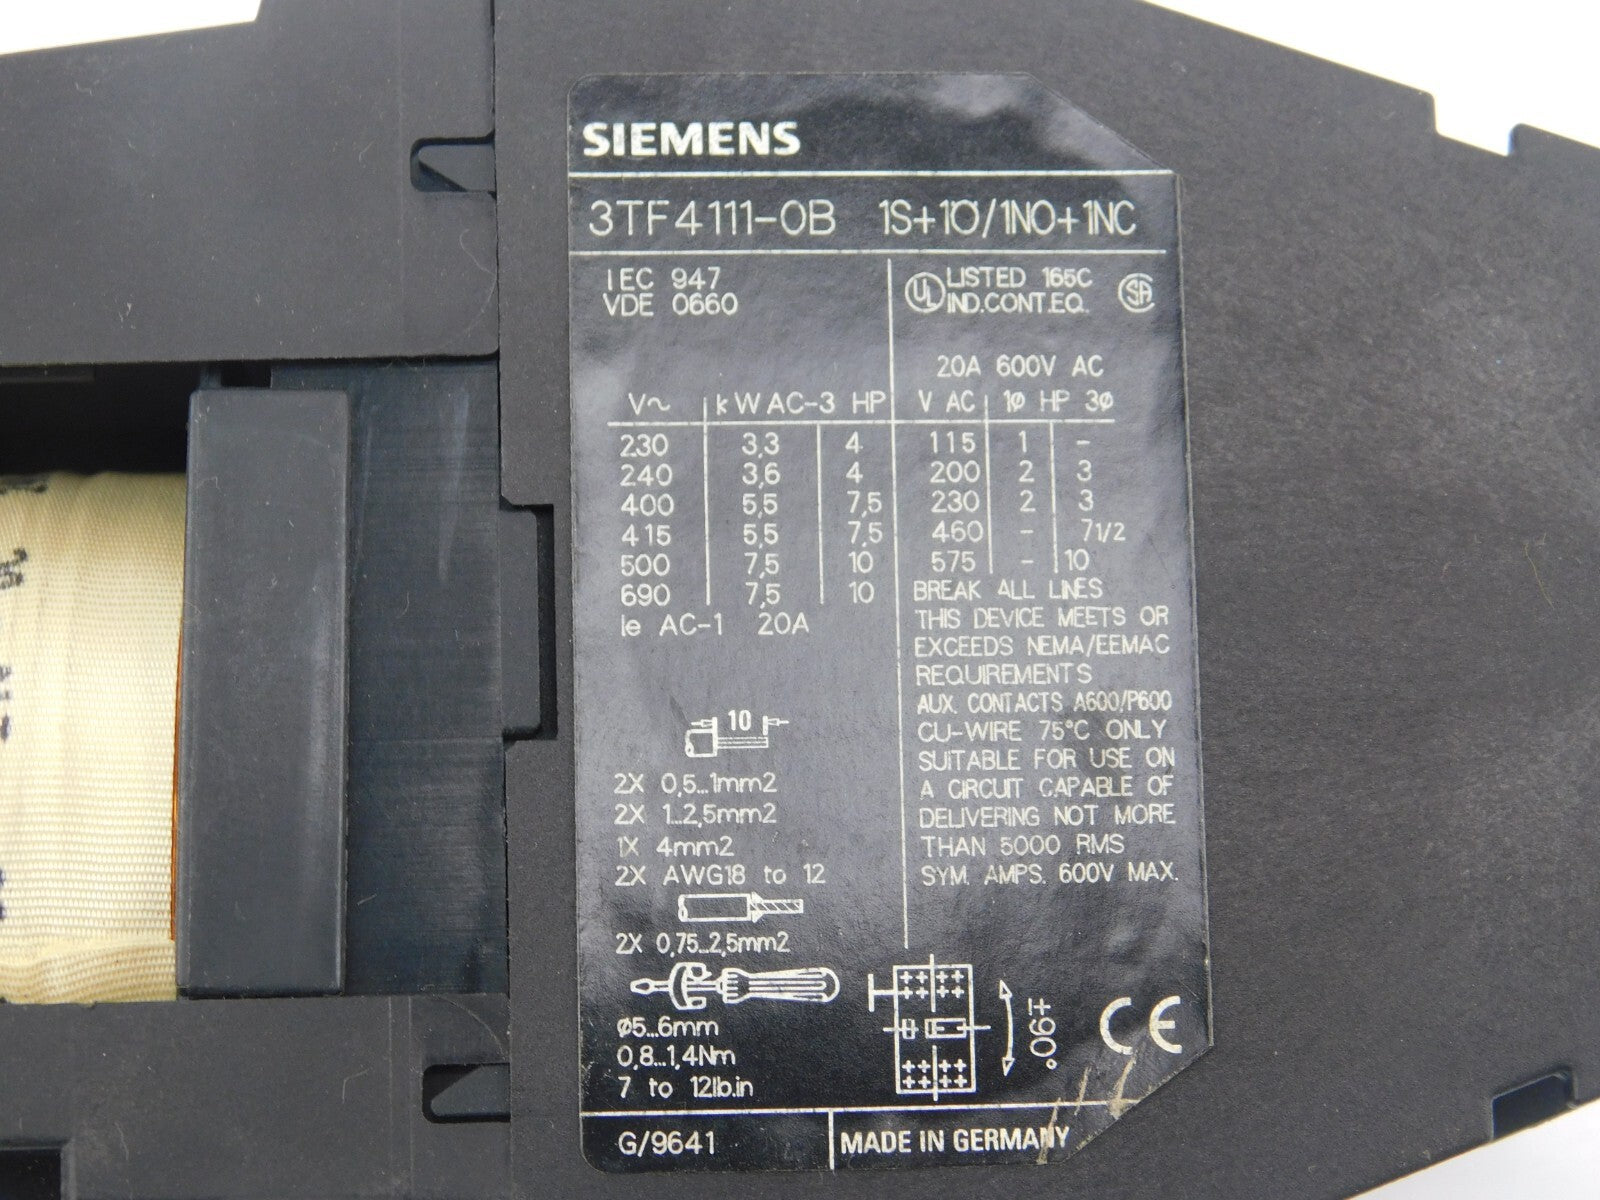 SIEMENS
3TF4111-0B 1S+1Ö/1NO+1NC
IEC 947
VDE 0660
V~ kW AC-3 HP
230 3,3 4
240 3,6 4
400 5,5 7,5
415 5,5 7,5
500 7,5 10
690 7,5 10
Ie AC-1 20A
10
2X 0,5...1mm2
2X 1...2,5mm2
1X 4mm2
2X AWG18 to 12
2X 0,75...2,5mm2
ø5...6mm
0,8...1,4Nm
7 to 12lb.in
UL LISTED 165C
IND.CONT.EQ. SA
20A 600V AC
V AC 1ø HP 3ø
115 1 -
200 2 3
230 2 3
460 - 71/2
575 - 10
BREAK ALL LINES
THIS DEVICE MEETS OR
EXCEEDS NEMA/EEMAC
REQUIREMENTS
AUX. CONTACTS A600/P600
CU-WIRE 75°C ONLY
SUITABLE FOR USE ON
A CIRCUIT CAPABLE OF
DELIVERING NOT MORE
THAN 5000 RMS
SYM. AMPS. 600V MAX.
±90°
CE
G/9641
MADE IN GERMANY